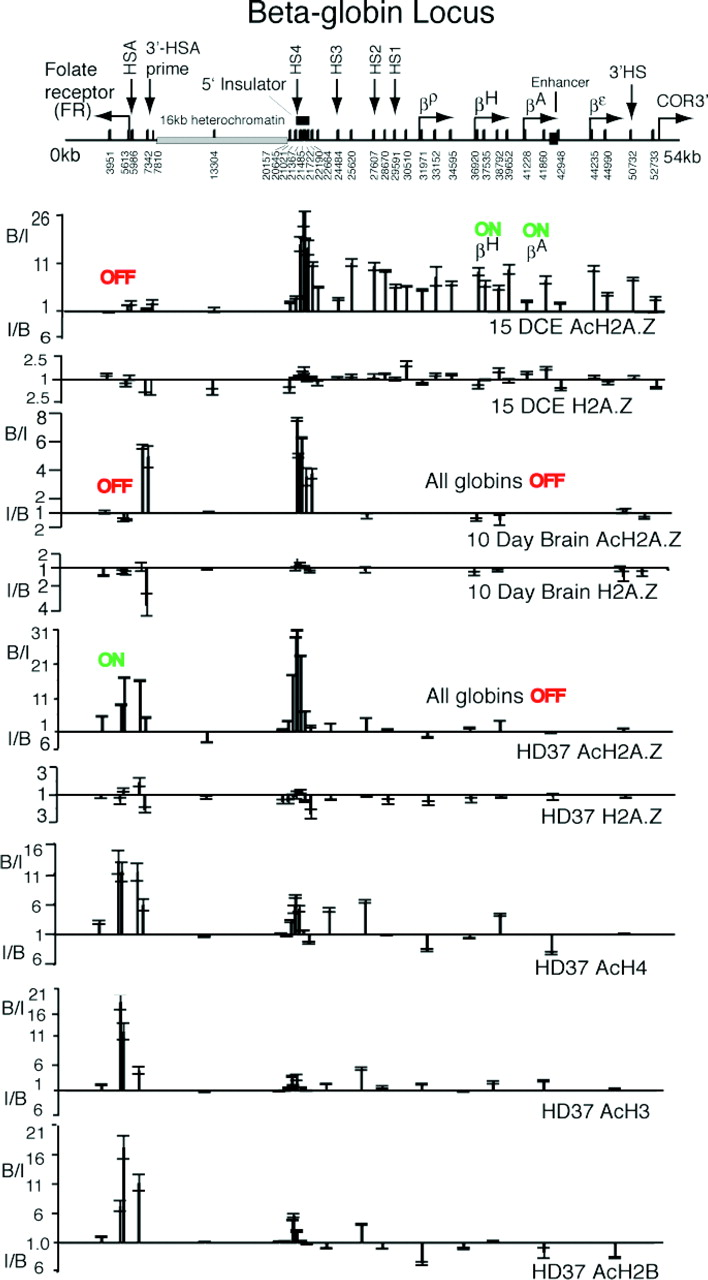 Beta-globin Locus
Folate receptor (FR)
HSA
3'-HSA prime
5' Insulator
HS4
HS3
HS2
HS1
βρ
βH
βA
Enhancer
βε
3'HS
COR3'
16kb heterochromatin
0kb
54kb
3951 5613 5986 7342 7810 13304 20157 20645 21021 21367 21485 21722 22190 22664 24484 25620 27607 28670 29591 30510 31971 33152 34595 36920 37535 38792 39652 41228 41860 42948 44235 44990 50732 52733
26
B/I
11
1
I/B
6
OFF
ON
βH
ON
βA
15 DCE AcH2A.Z
2.5
1
2.5
15 DCE H2A.Z
8
B/I
6
4
2
I/B 1
2
OFF
All globins OFF
10 Day Brain AcH2A.Z
2
1
I/B 2
4
10 Day Brain H2A.Z
31
B/I
21
11
1
I/B
6
ON
All globins OFF
HD37 AcH2A.Z
3
1
3
HD37 H2A.Z
16
B/I
11
6
1
I/B
6
HD37 AcH4
21
B/I 16
11
6
1
I/B
6
HD37 AcH3
21
16
B/I
11
6
1.0
I/B
6
HD37 AcH2B